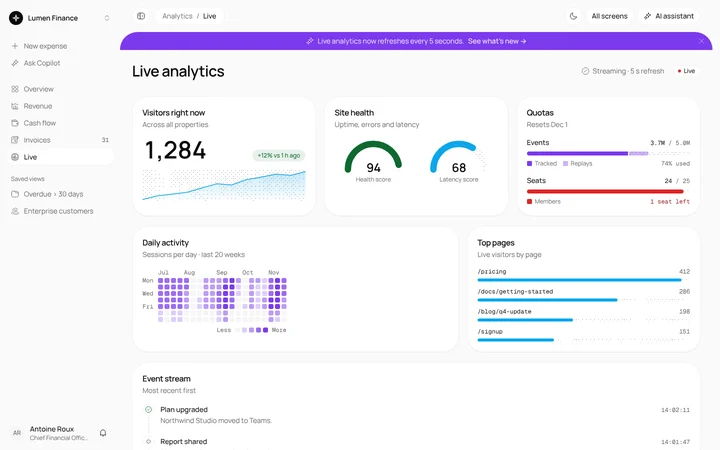 Lumen Finance
Analytics / Live
All screens
AI assistant
Live analytics now refreshes every 5 seconds. See what's new →
New expense
Ask Copilot
Overview
Revenue
Cash flow
Invoices 31
Live
Saved views
Overdue > 30 days
Enterprise customers
Live analytics
Streaming · 5 s refresh
Live
Visitors right now
Across all properties
1,284
+12% vs 1 h ago
Site health
Uptime, errors and latency
94
Health score
68
Latency score
Quotas
Resets Dec 1
Events 3.7M / 5.0M
Tracked Replays 74% used
Seats 24 / 25
Members 1 seat left
Daily activity
Sessions per day · last 20 weeks
Jul Aug Sep Oct Nov
Mon
Wed
Fri
Less More
Top pages
Live visitors by page
/pricing 412
/docs/getting-started 286
/blog/q4-update 198
/signup 151
Event stream
Most recent first
Plan upgraded 14:02:11
Northwind Studio moved to Teams.
Report shared 14:01:47
AR
Antoine Roux
Chief Financial Offic...